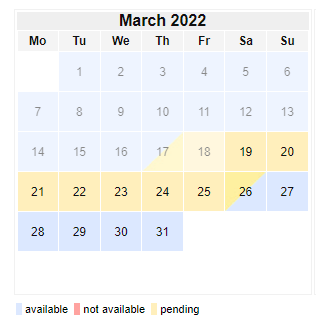 March 2022
Mo Tu We Th Fr Sa Su
1 2 3 4 5 6
7 8 9 10 11 12 13
14 15 16 17 18 19 20
21 22 23 24 25 26 27
28 29 30 31
available not available pending